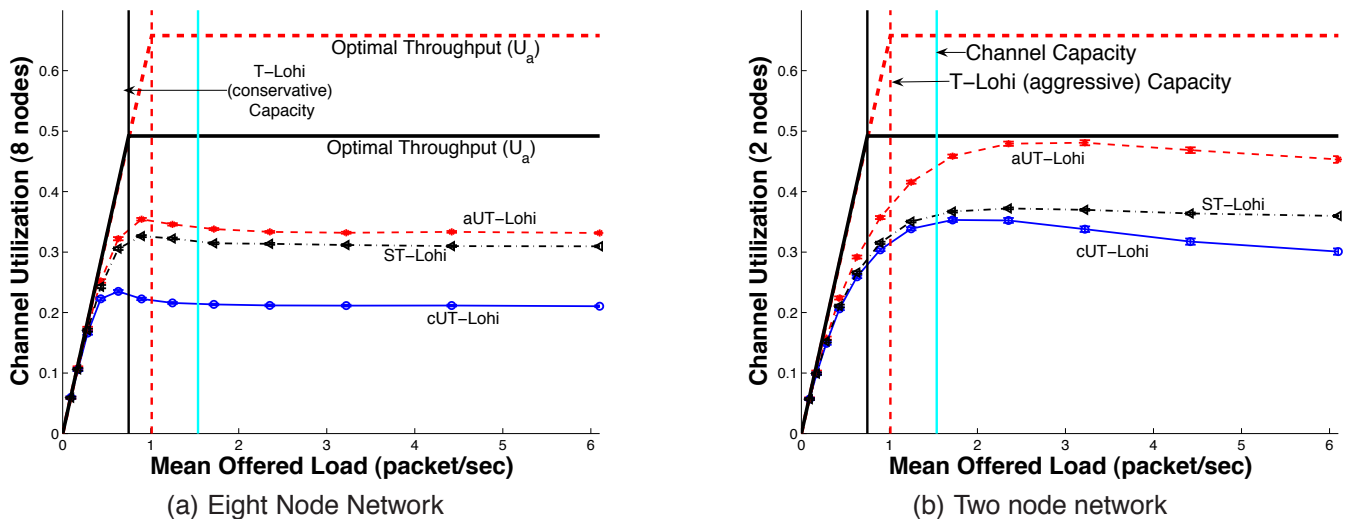 Channel Utilization (8 nodes)
0.6
0.5
0.4
0.3
0.2
0.1
0
0 1 2 3 4 5 6
Mean Offered Load (packet/sec)
Optimal Throughput (Ua)
T−Lohi
(conservative)
Capacity
Optimal Throughput (Ua)
aUT−Lohi
ST−Lohi
cUT−Lohi
(a) Eight Node Network
Channel Utilization (2 nodes)
0.6
0.5
0.4
0.3
0.2
0.1
0
0 1 2 3 4 5 6
Mean Offered Load (packet/sec)
Channel Capacity
T−Lohi (aggressive) Capacity
aUT−Lohi
ST−Lohi
cUT−Lohi
(b) Two node network